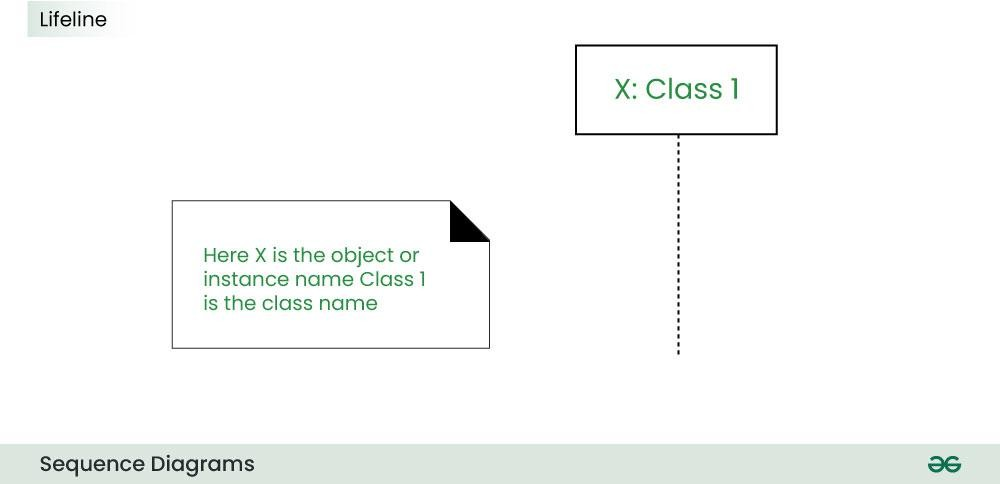 Lifeline
X: Class 1
Here X is the object or
instance name Class 1
is the class name
Sequence Diagrams